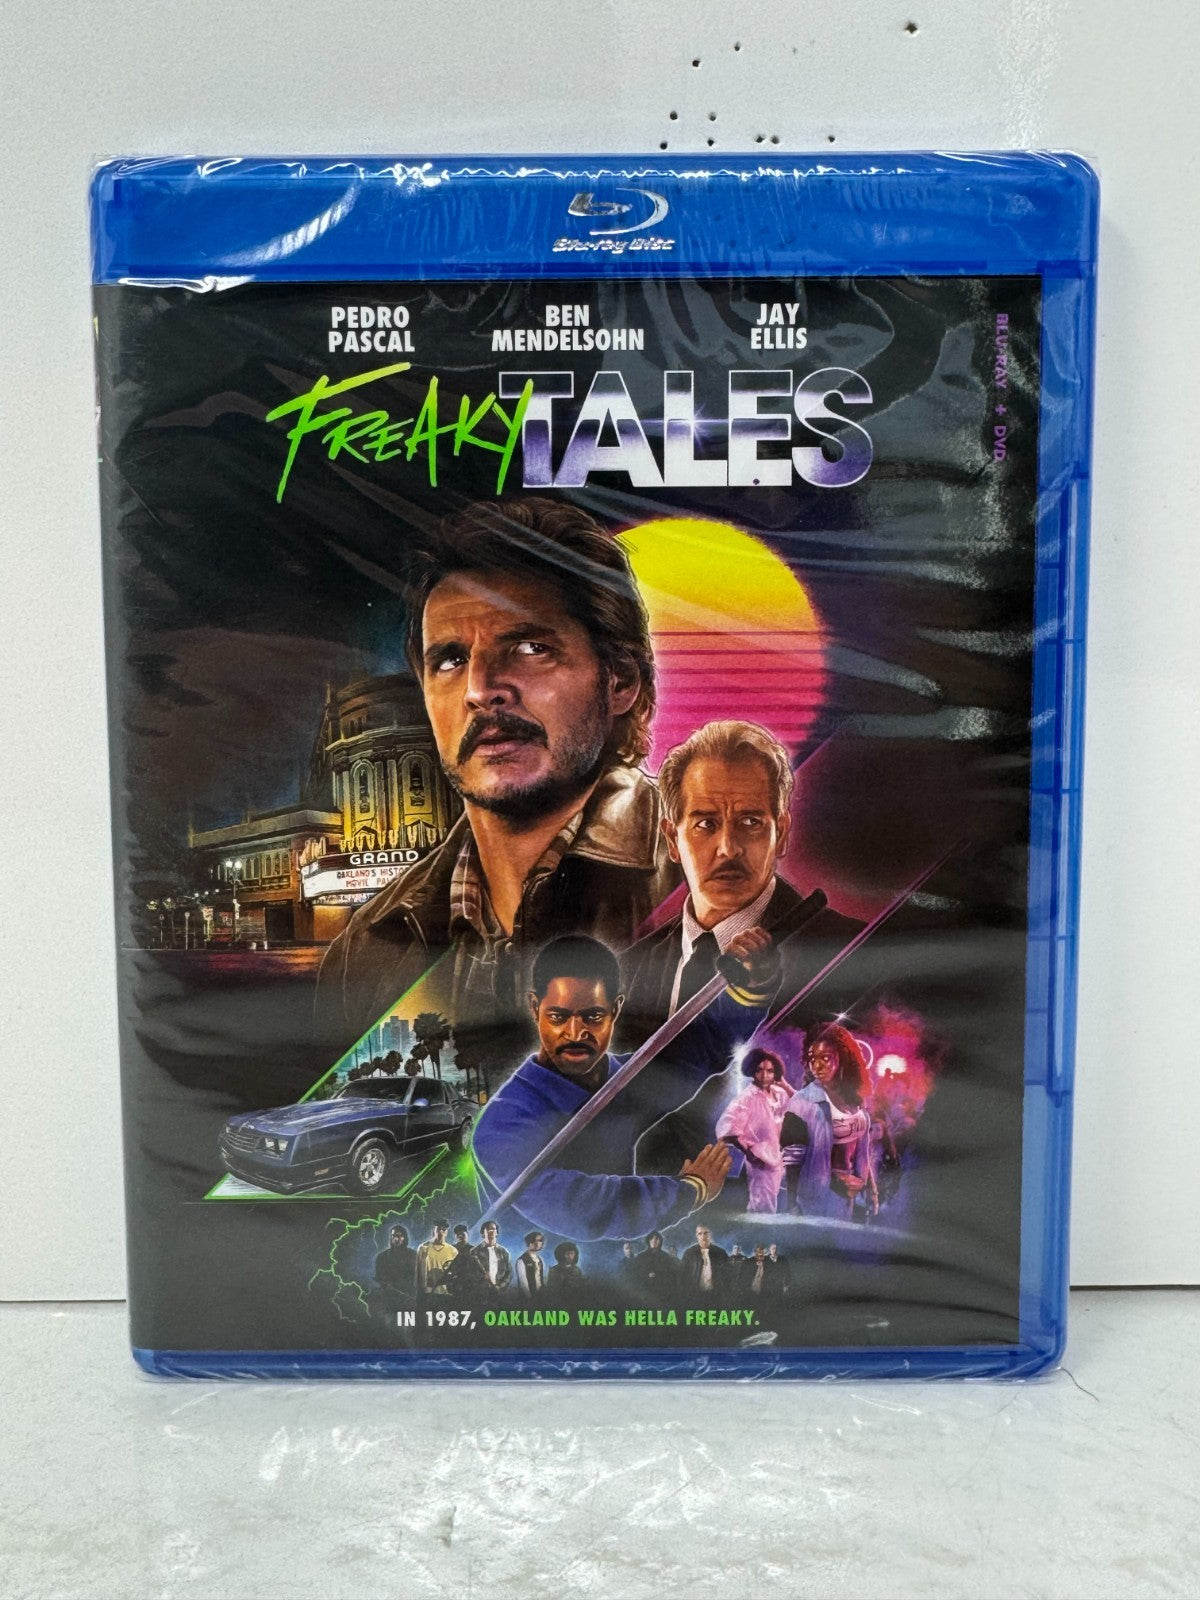 Blu-ray Disc
PEDRO PASCAL
BEN MENDELSOHN
JAY ELLIS
BLU-RAY + DVD
FREAKY TALES
GRAND
OAKLAND'S
MOVIE
IN 1987, OAKLAND WAS HELLA FREAKY.